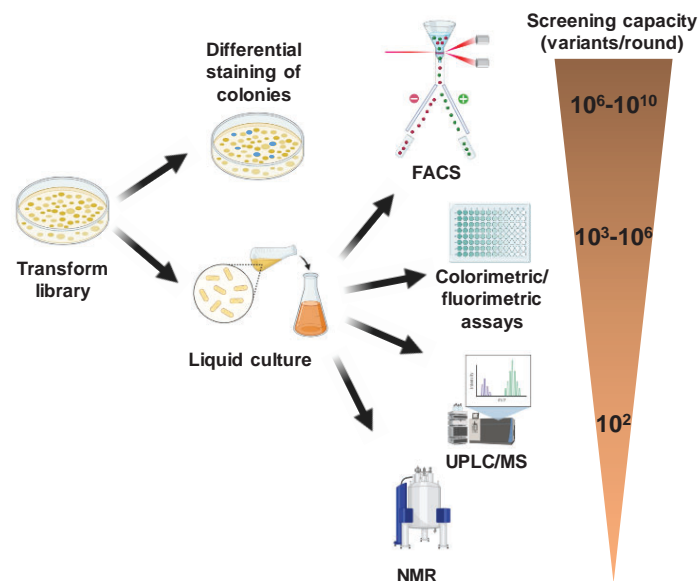 Screening capacity
(variants/round)
Differential
staining of
colonies
10⁶-10¹⁰
FACS
Transform
library
10³-10⁶
Colorimetric/
fluorimetric
assays
Liquid culture
10²
UPLC/MS
NMR